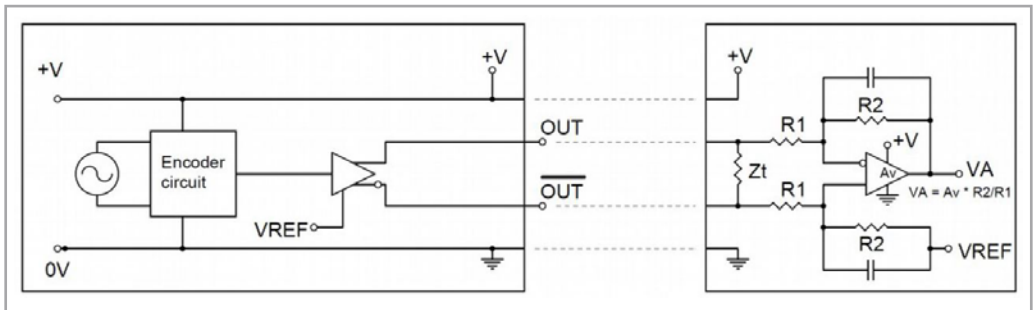 +V
+V
+V
Encoder
circuit
VREF
0V
OUT
OUT
R1
R2
+V
Zt
Av
VA
VA = Av * R2/R1
R1
R2
VREF